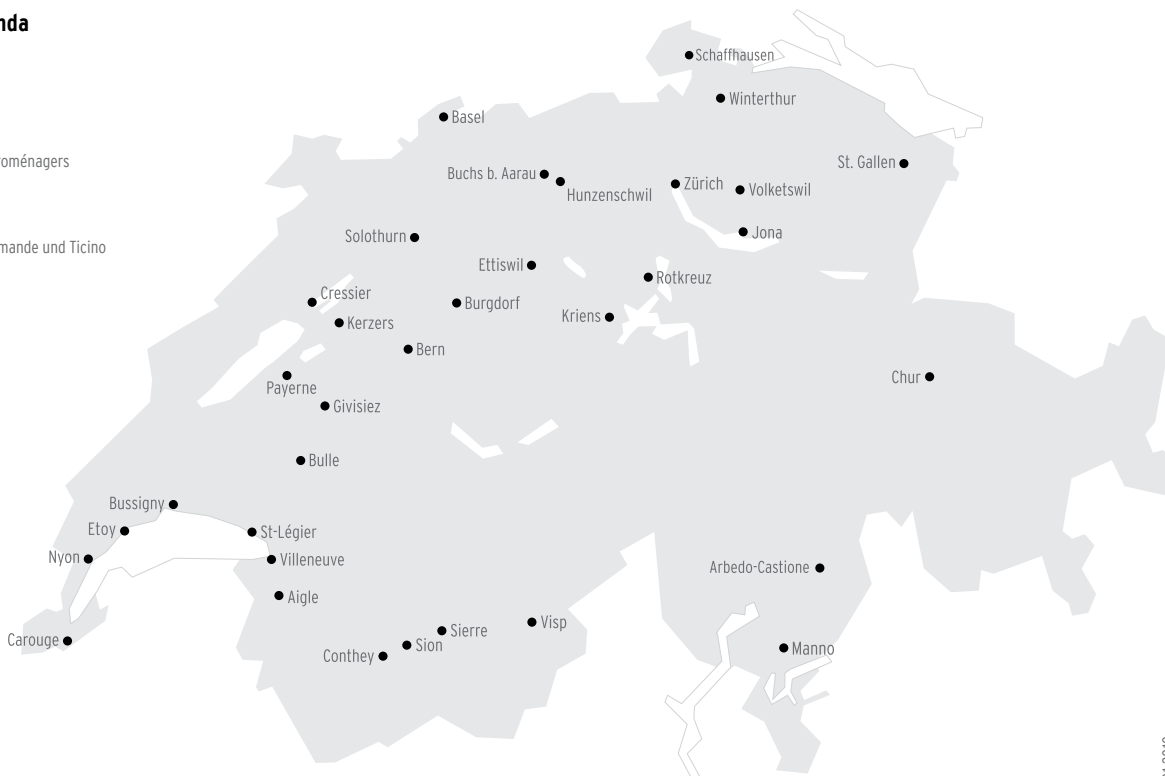 nda
Schaffhausen
Winterthur
Basel
roménagers
St. Gallen
Buchs b. Aarau
Hunzenschwil
Zürich
Volketswil
Jona
Solothurn
mande und Ticino
Ettiswil
Rotkreuz
Cressier
Burgdorf
Kriens
Kerzers
Bern
Chur
Payerne
Givisiez
Bulle
Bussigny
Etoy
St-Légier
Nyon
Villeneuve
Arbedo-Castione
Aigle
Visp
Sierre
Carouge
Sion
Manno
Conthey